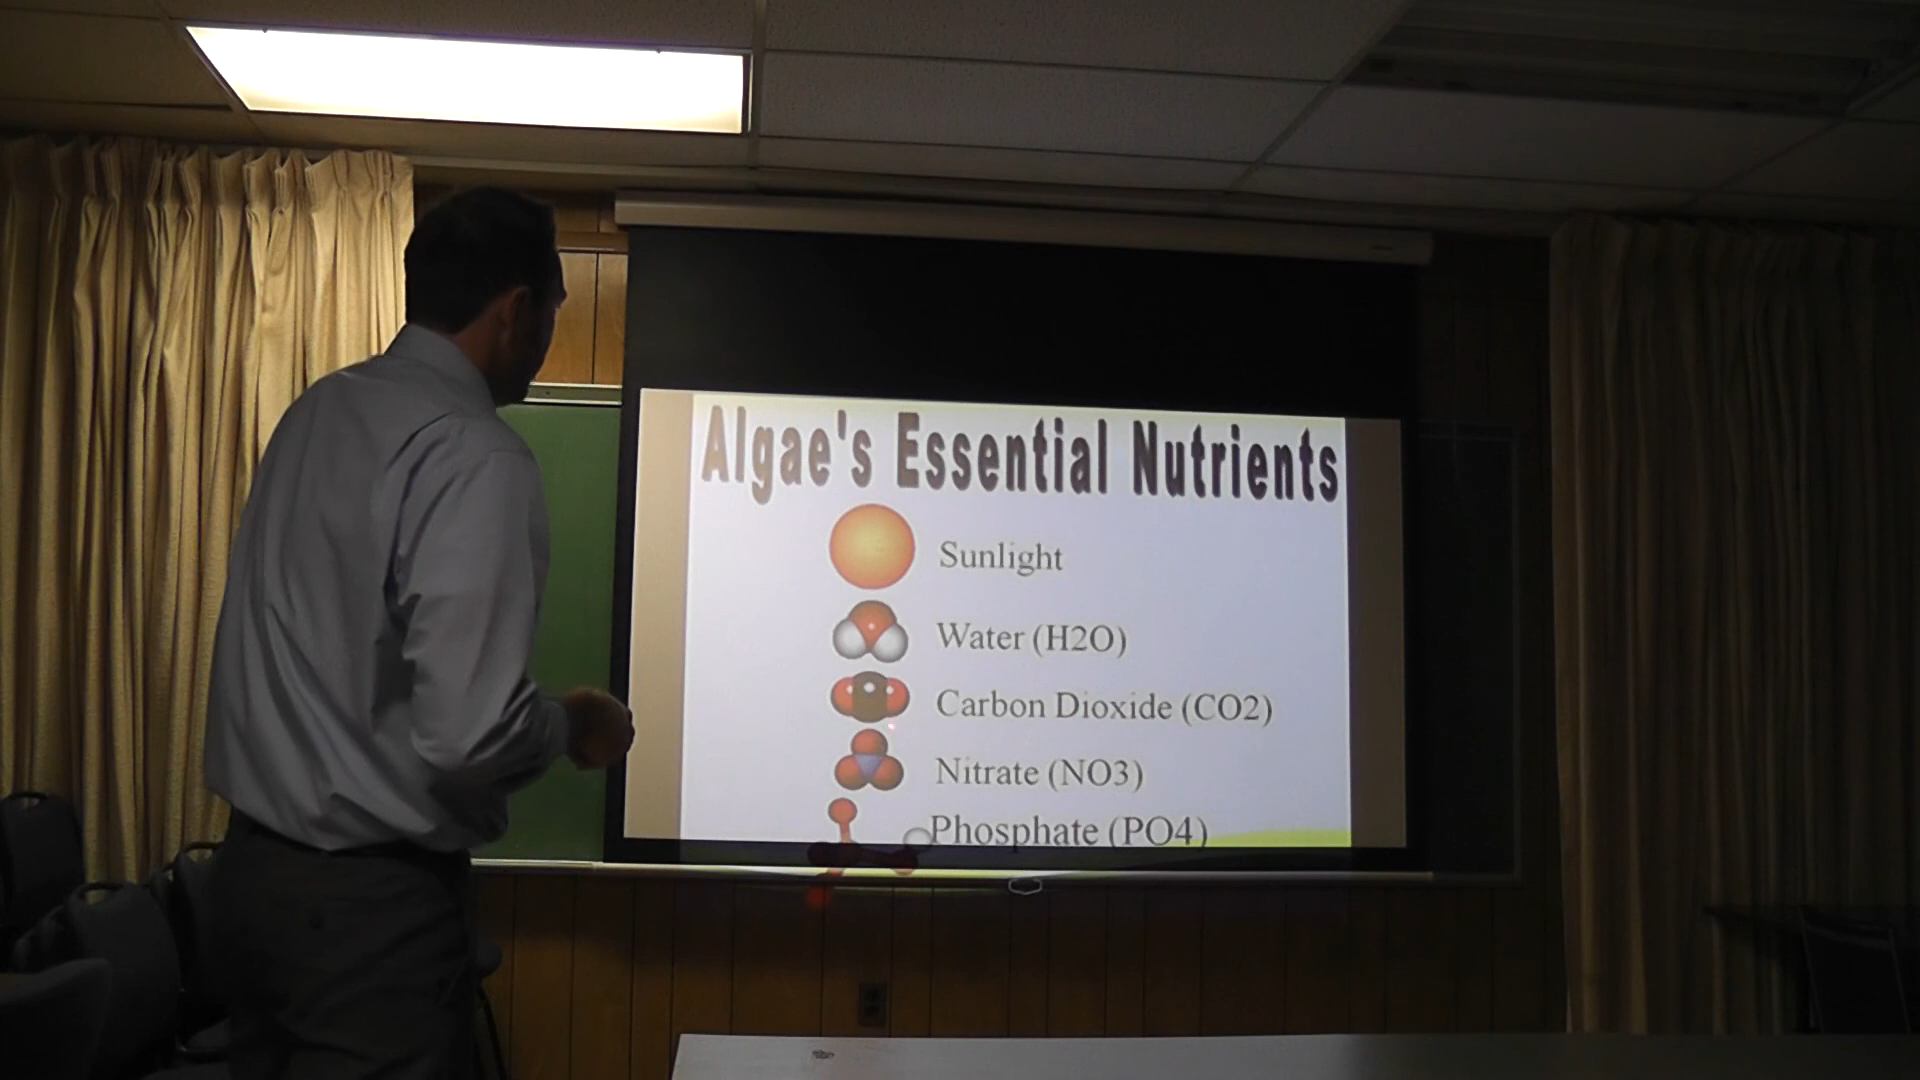 Algae's Essential Nutrients
Sunlight
Water (H2O)
Carbon Dioxide (CO2)
Nitrate (NO3)
Phosphate (PO4)